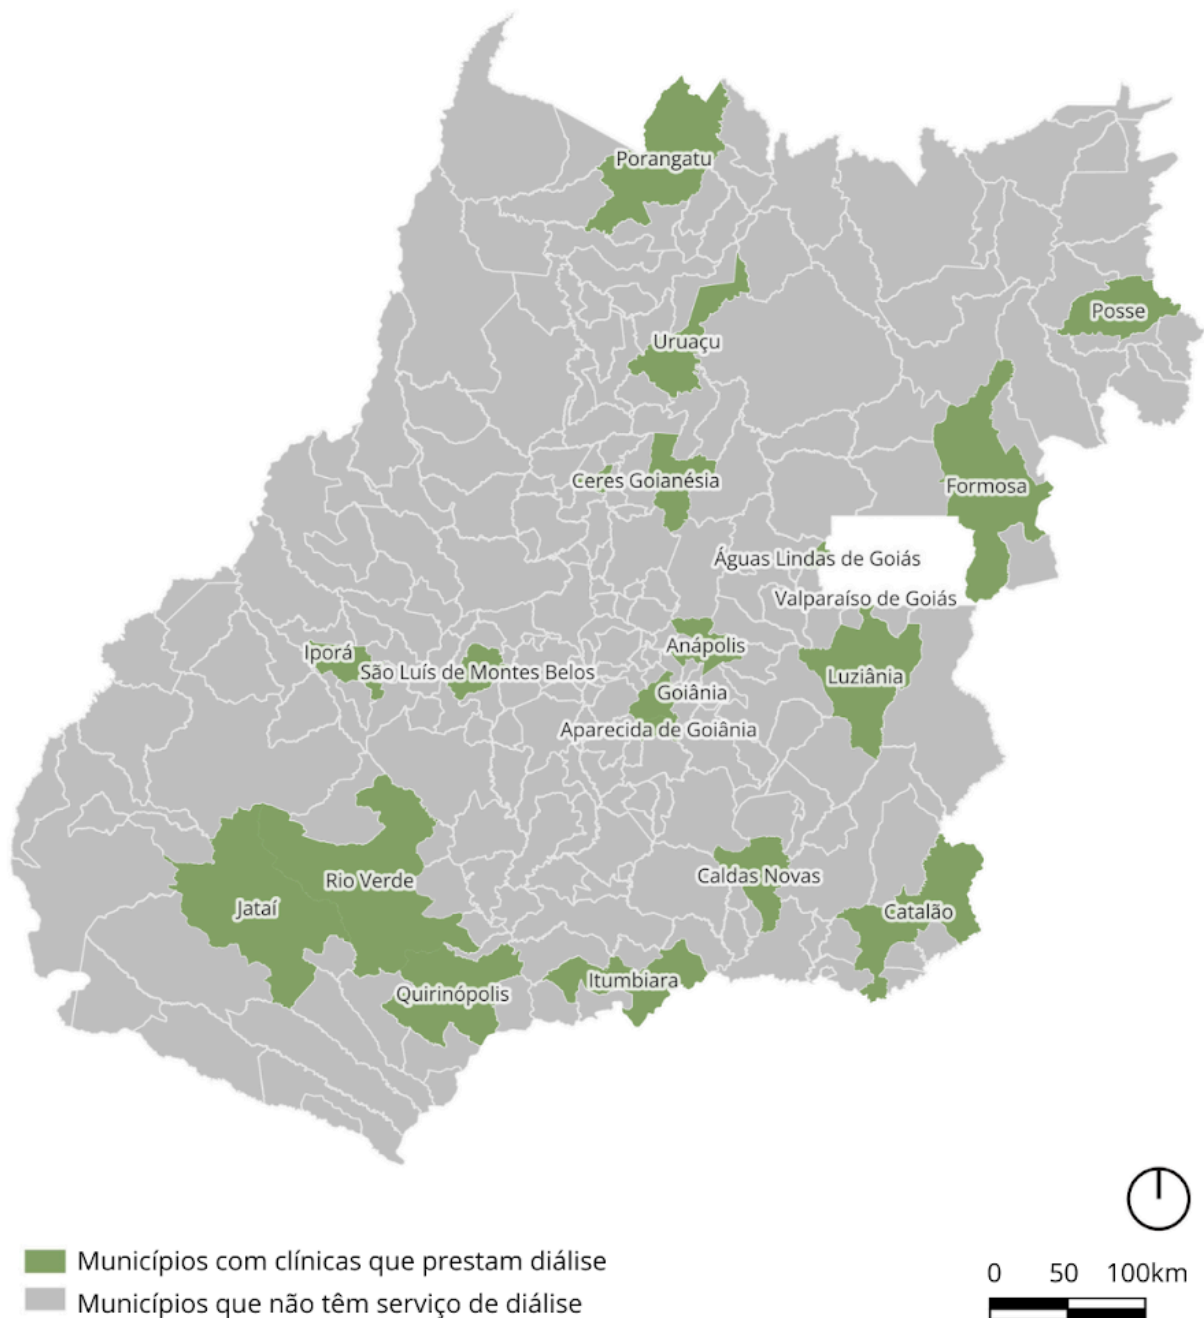 Porangatu
Posse
Uruaçu
Ceres Goianésia
Formosa
Águas Lindas de Goiás
Valparaíso de Goiás
Anápolis
Iporá
São Luís de Montes Belos
Luziânia
Goiânia
Aparecida de Goiânia
Caldas Novas
Rio Verde
Jataí
Catalão
Itumbiara
Quirinópolis
Municípios com clínicas que prestam diálise
Municípios que não têm serviço de diálise
0 50 100km